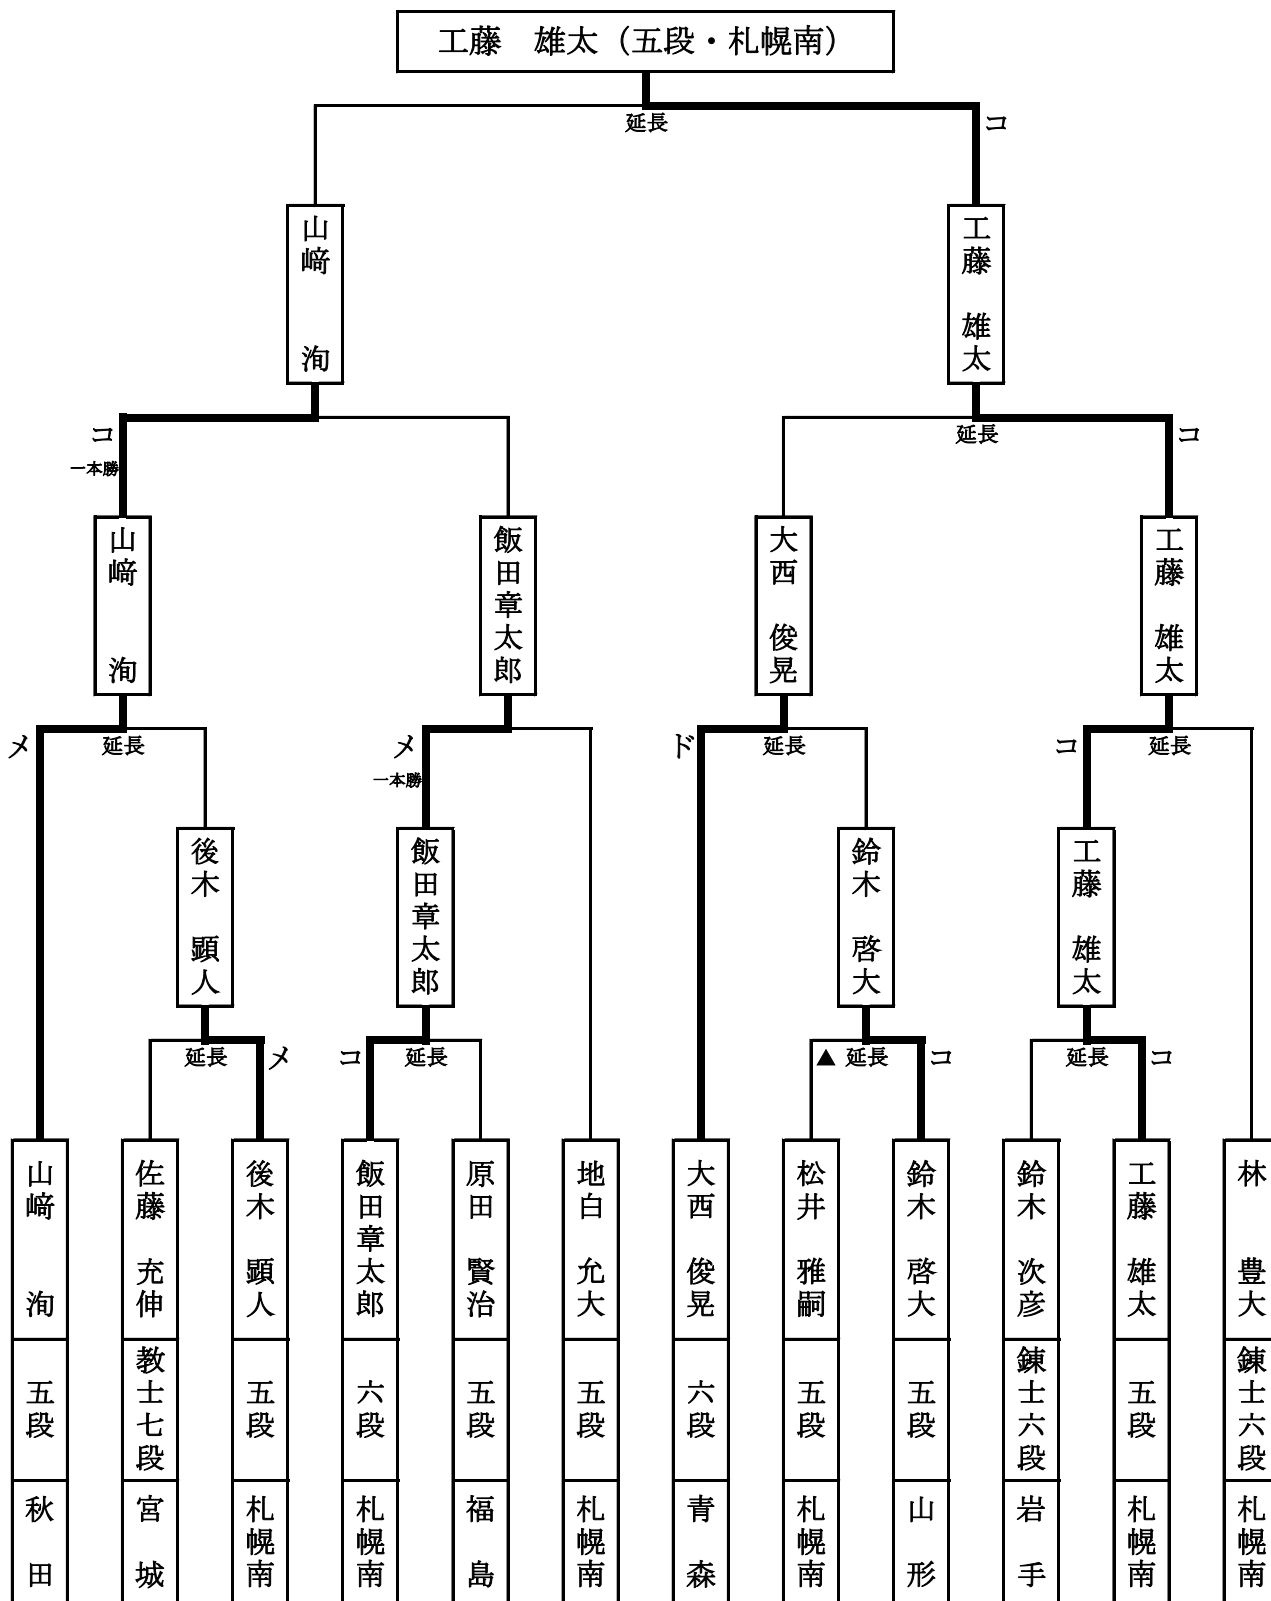 工藤　雄太（五段・札幌南）
延長
コ
山﨑　洵
工藤　雄太
コ
一本勝
延長
コ
山﨑　洵
飯田章太郎
大西　俊晃
工藤　雄太
メ
延長
メ
一本勝
ド
延長
コ
延長
後木　顕人
飯田章太郎
鈴木　啓大
工藤　雄太
延長
メ
コ
延長
▲
延長
コ
延長
コ
山﨑　洵
五段
秋田
佐藤　充伸
教士七段
宮城
後木　顕人
五段
札幌南
飯田章太郎
六段
札幌南
原田　賢治
五段
福島
地白　允大
五段
札幌南
大西　俊晃
六段
青森
松井　雅嗣
五段
札幌南
鈴木　啓大
五段
山形
鈴木　次彦
錬士六段
岩手
工藤　雄太
五段
札幌南
林　豊大
錬士六段
札幌南